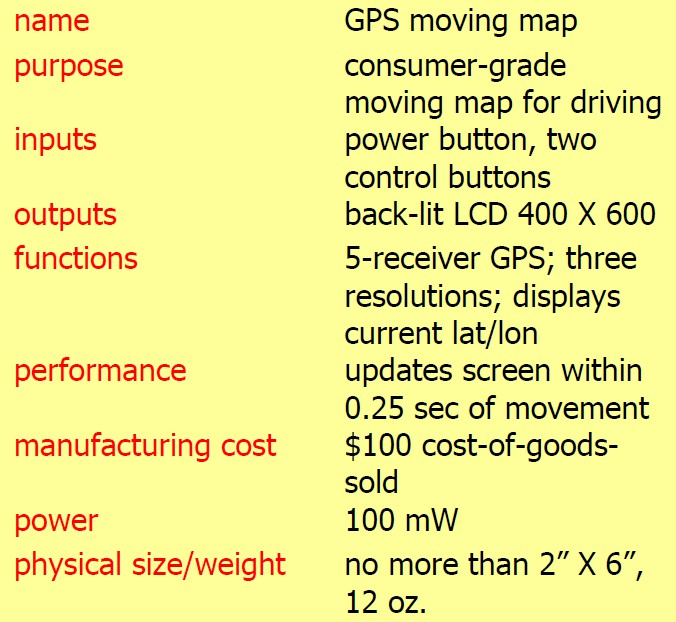 name GPS moving map
purpose consumer-grade
moving map for driving
inputs power button, two
control buttons
outputs back-lit LCD 400 X 600
functions 5-receiver GPS; three
resolutions; displays
current lat/lon
performance updates screen within
0.25 sec of movement
manufacturing cost $100 cost-of-goods-
sold
power 100 mW
physical size/weight no more than 2” X 6”,
12 oz.